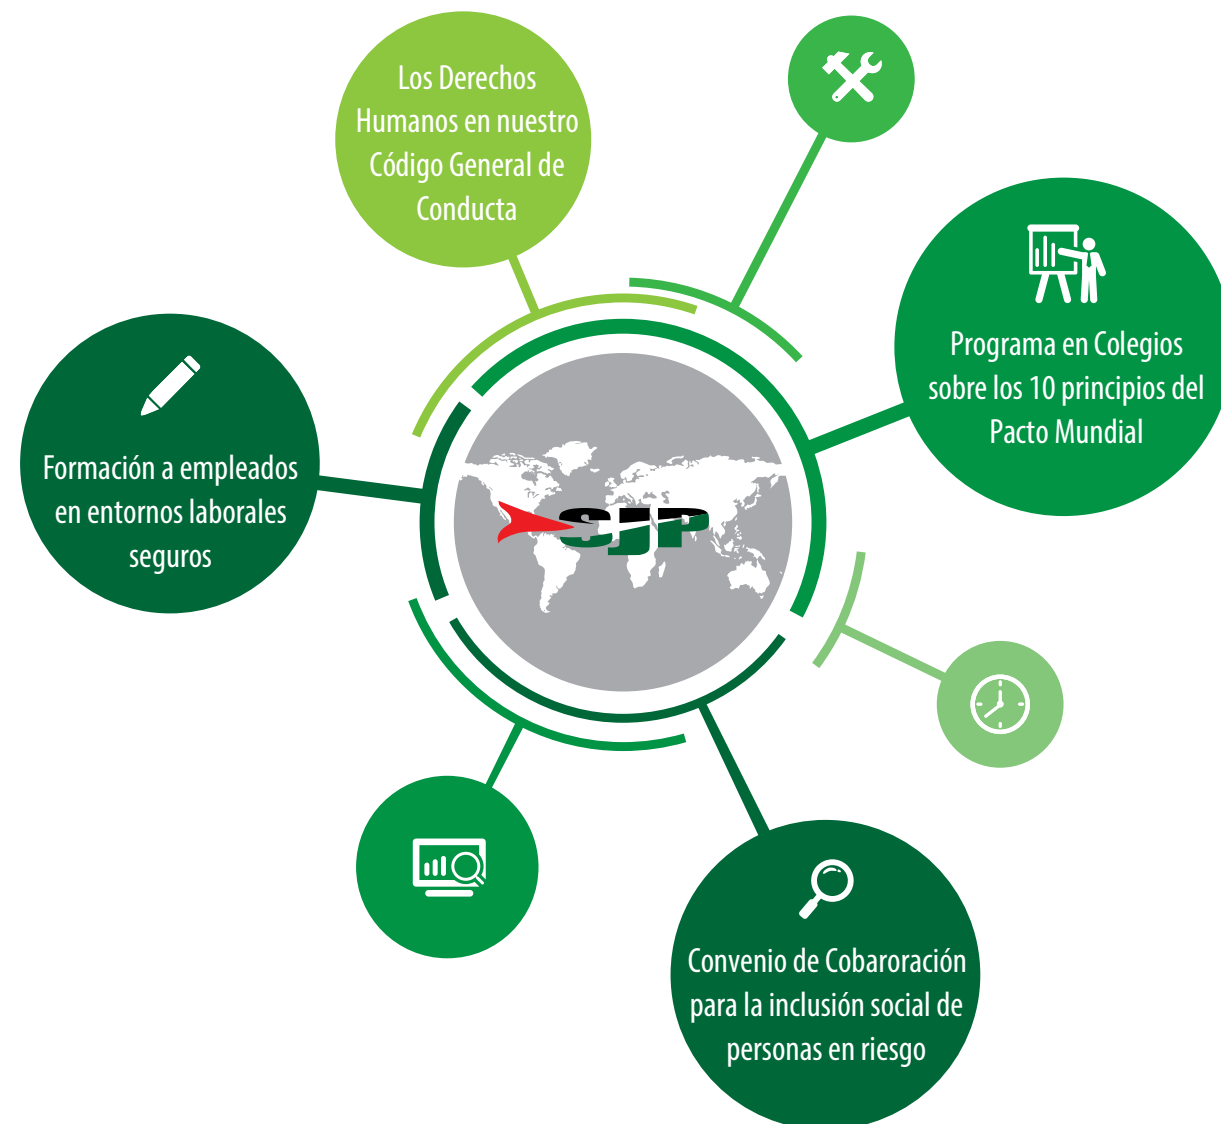 Los Derechos
Humanos en nuestro
Código General de
Conducta
Programa en Colegios
sobre los 10 principios del
Pacto Mundial
Formación a empleados
en entornos laborales
seguros
SJP
Convenio de Cobaroración
para la inclusión social de
personas en riesgo